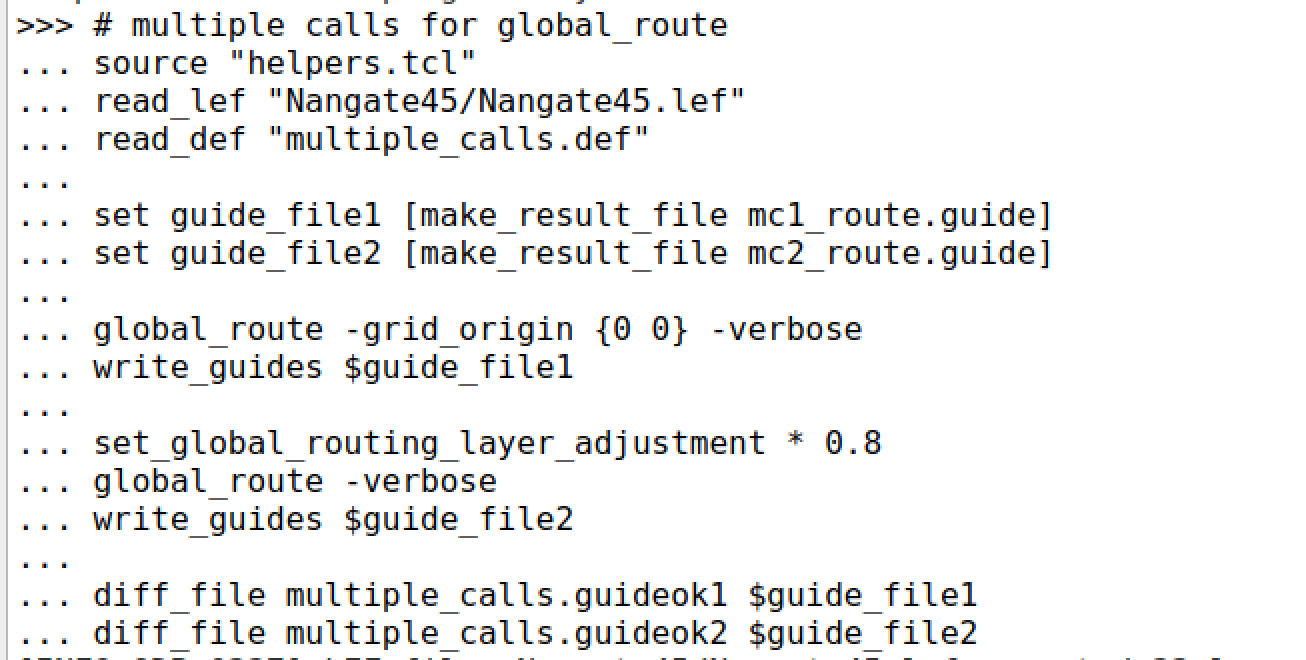 >>> # multiple calls for global_route
... source "helpers.tcl"
... read_lef "Nangate45/Nangate45.lef"
... read_def "multiple_calls.def"
...
... set guide_file1 [make_result_file mc1_route.guide]
... set guide_file2 [make_result_file mc2_route.guide]
...
... global_route -grid_origin {0 0} -verbose
... write_guides $guide_file1
...
... set_global_routing_layer_adjustment * 0.8
... global_route -verbose
... write_guides $guide_file2
...
... diff_file multiple_calls.guideok1 $guide_file1
... diff_file multiple_calls.guideok2 $guide_file2